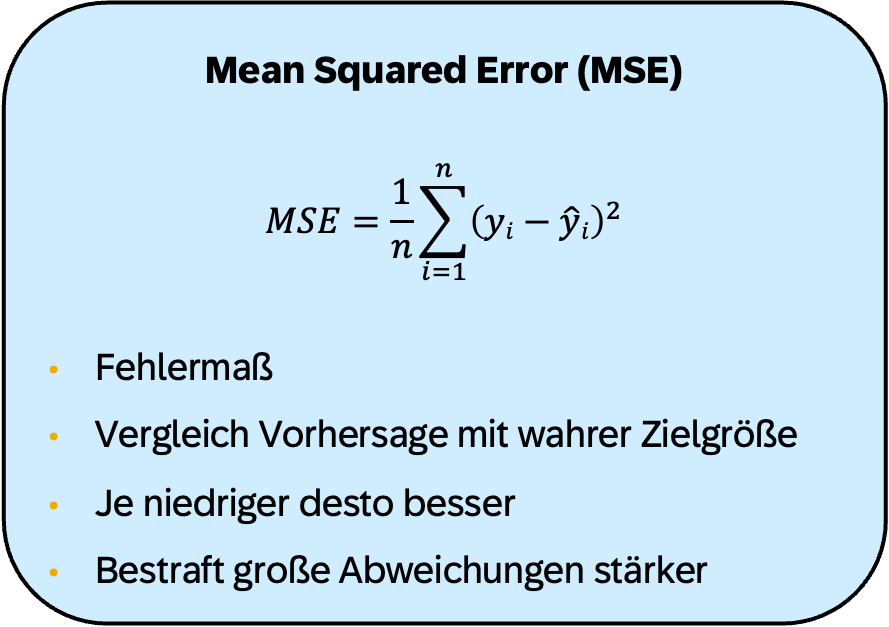 Mean Squared Error (MSE)
$MSE = \frac{1}{n} \sum_{i=1}^{n} (y_i - \hat{y}_i)^2$
• Fehlermaß
• Vergleich Vorhersage mit wahrer Zielgröße
• Je niedriger desto besser
• Bestraft große Abweichungen stärker